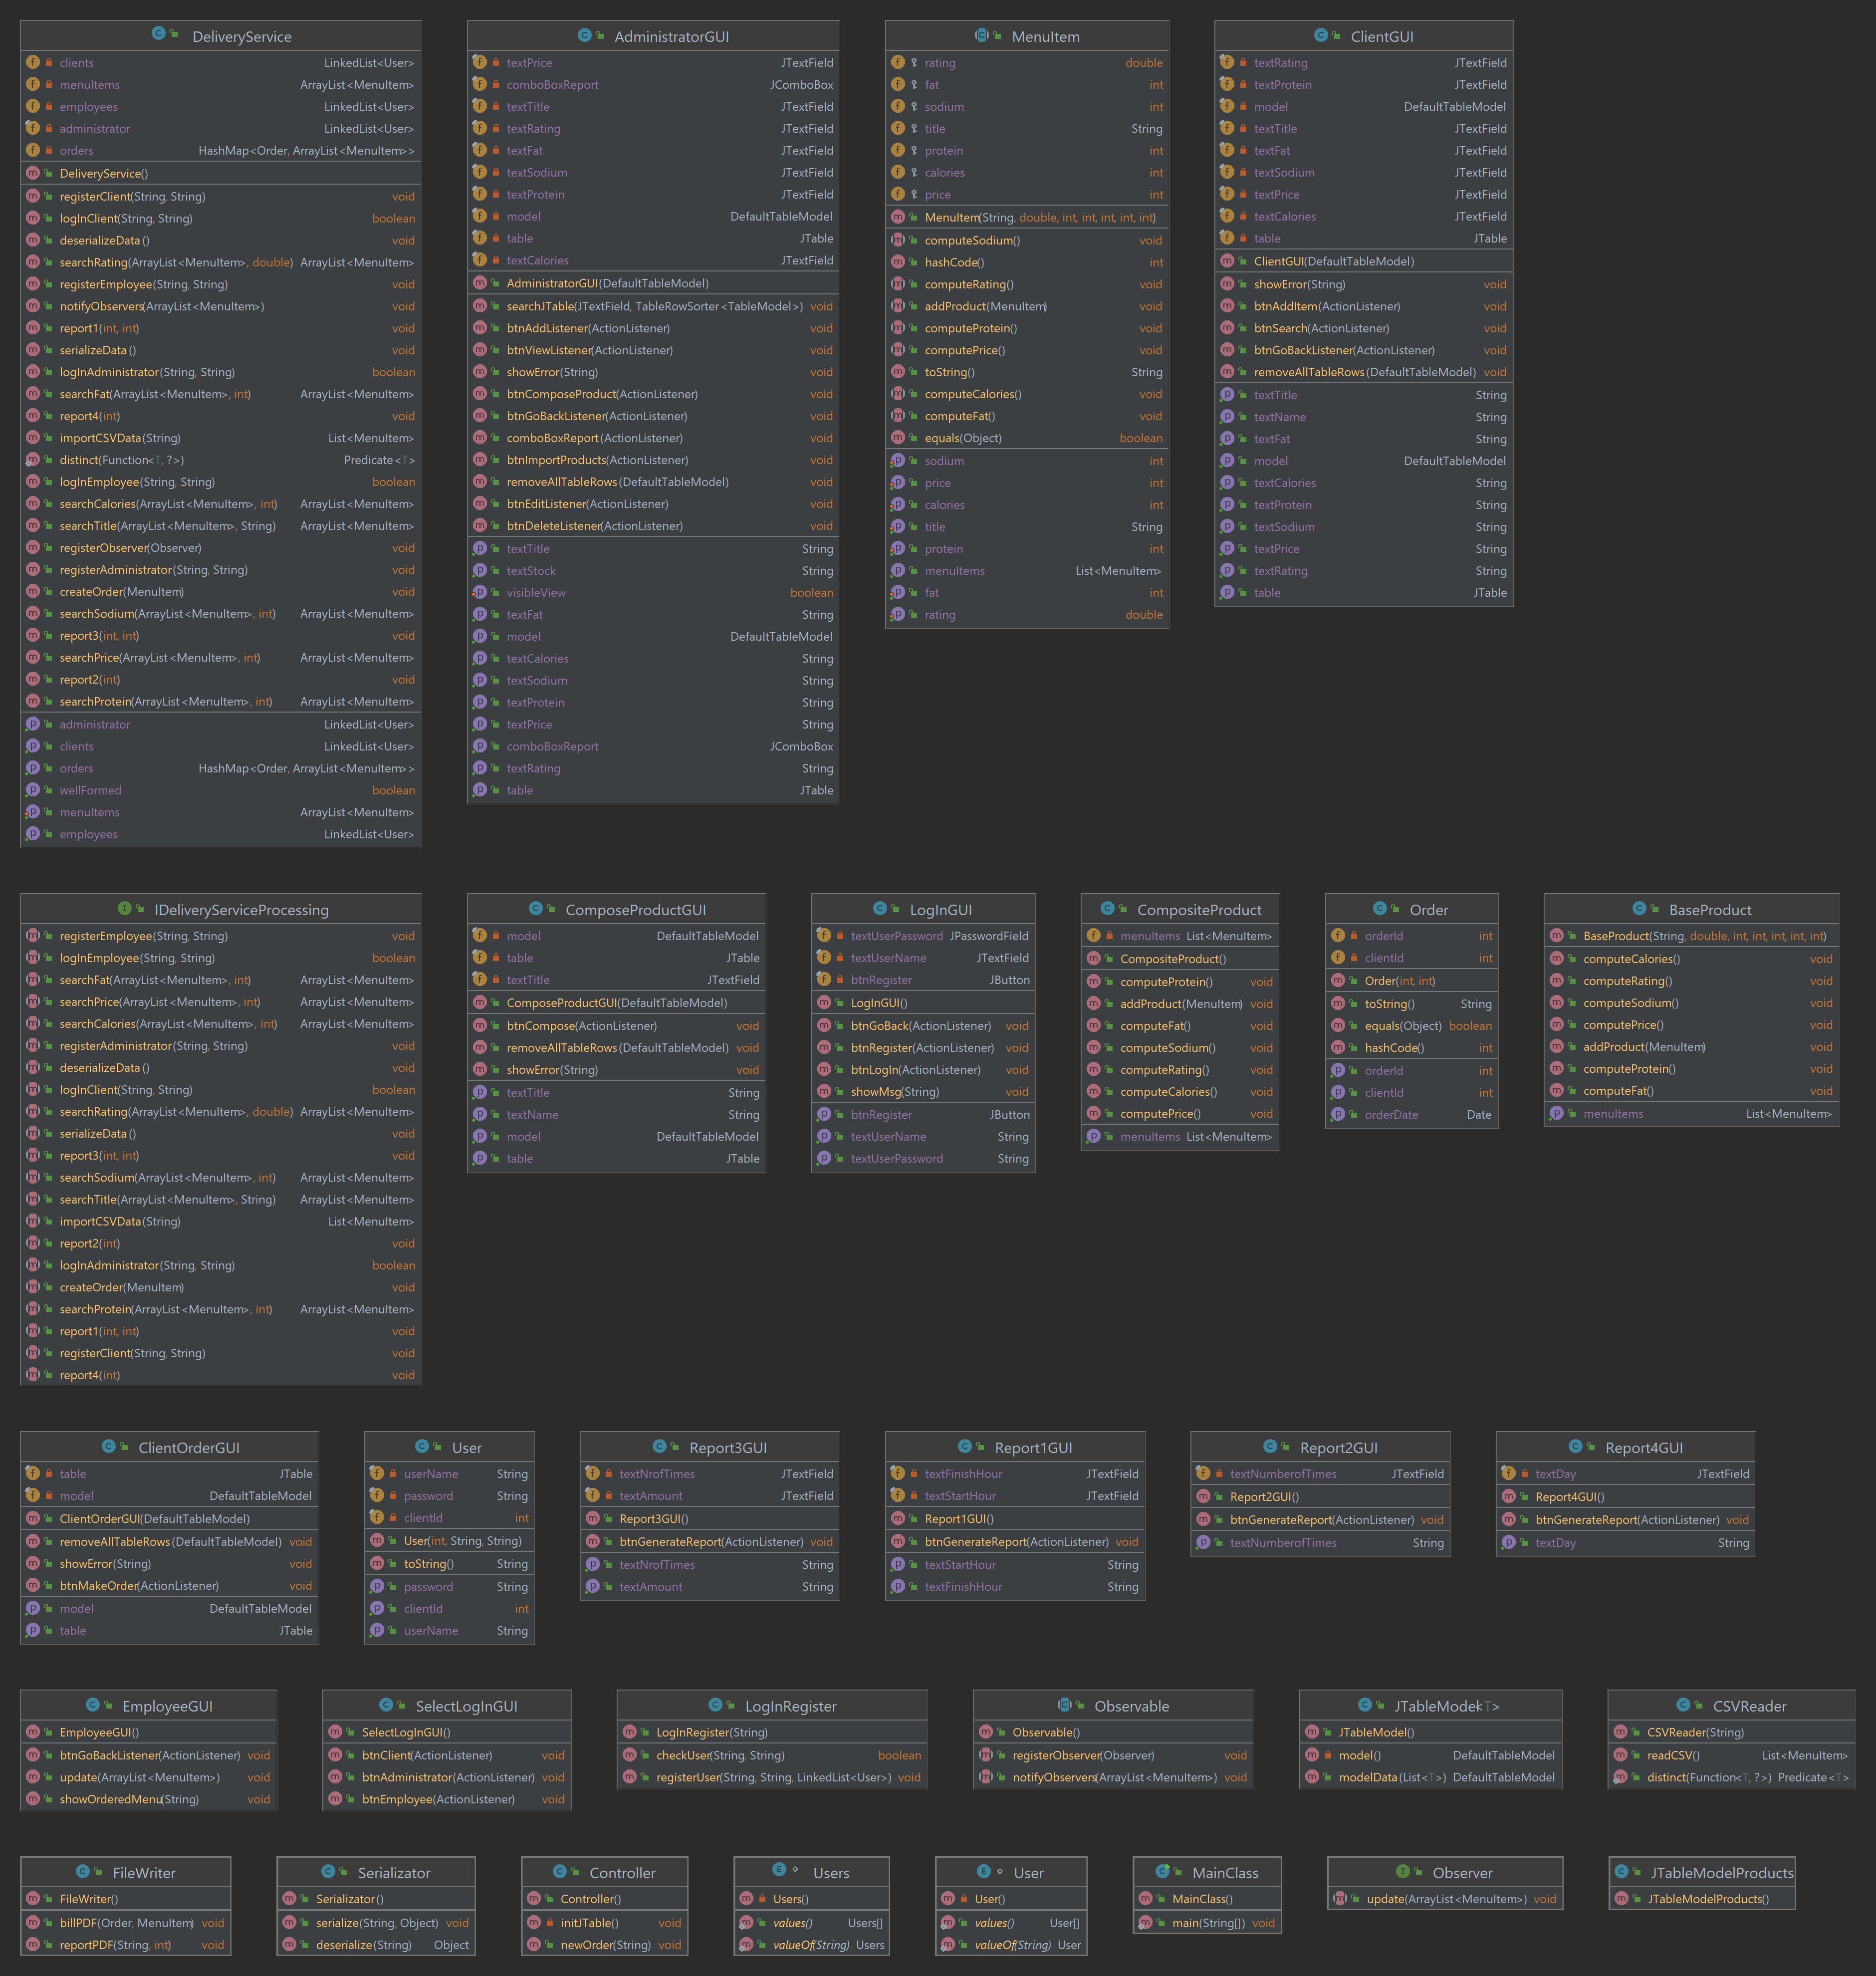 DeliveryService
clients LinkedList<User>
menuItems ArrayList<MenuItem>
employees LinkedList<User>
administrator LinkedList<User>
orders HashMap<Order, ArrayList<MenuItem>>
DeliveryService()
registerClient(String, String) void
logInClient(String, String) boolean
deserializeData() void
searchRating(ArrayList<MenuItem>, double) ArrayList<MenuItem>
registerEmployee(String, String) void
notifyObservers(ArrayList<MenuItem>) void
report1(int, int) void
serializeData() void
logInAdministrator(String, String) boolean
searchFat(ArrayList<MenuItem>, int) ArrayList<MenuItem>
report4(int) void
importCSVData(String) List<MenuItem>
distinct(Function<T, ?>) Predicate<T>
logInEmployee(String, String) boolean
searchCalories(ArrayList<MenuItem>, int) ArrayList<MenuItem>
searchTitle(ArrayList<MenuItem>, String) ArrayList<MenuItem>
registerObserver(Observer) void
registerAdministrator(String, String) void
createOrder(MenuItem) void
searchSodium(ArrayList<MenuItem>, int) ArrayList<MenuItem>
report3(int, int) void
searchPrice(ArrayList<MenuItem>, int) ArrayList<MenuItem>
report2(int) void
searchProtein(ArrayList<MenuItem>, int) ArrayList<MenuItem>
administrator LinkedList<User>
clients LinkedList<User>
orders HashMap<Order, ArrayList<MenuItem>>
wellFormed boolean
menuItems ArrayList<MenuItem>
employees LinkedList<User>
AdministratorGUI
textPrice JTextField
comboBoxReport JComboBox
textTitle JTextField
textRating JTextField
textFat JTextField
textSodium JTextField
textProtein JTextField
model DefaultTableModel
table JTable
textCalories JTextField
AdministratorGUI(DefaultTableModel)
searchJTable(JTextField, TableRowSorter<TableModel>) void
btnAddListener(ActionListener) void
btnViewListener(ActionListener) void
showError(String) void
btnComposeProduct(ActionListener) void
btnGoBackListener(ActionListener) void
comboBoxReport(ActionListener) void
btnImportProducts(ActionListener) void
removeAllTableRows(DefaultTableModel) void
btnEditListener(ActionListener) void
btnDeleteListener(ActionListener) void
textTitle String
textStock String
visibleView boolean
textFat String
model DefaultTableModel
textCalories String
textSodium String
textProtein String
textPrice String
comboBoxReport JComboBox
textRating String
table JTable
MenuItem
rating double
fat int
sodium int
title String
protein int
calories int
price int
MenuItem(String, double, int, int, int, int, int)
computeSodium() void
hashCode() int
computeRating() void
addProduct(MenuItem) void
computeProtein() void
computePrice() void
toString() String
computeCalories() void
computeFat() void
equals(Object) boolean
sodium int
price int
calories int
title String
protein int
menuItems List<MenuItem>
fat int
rating double
ClientGUI
textRating JTextField
textProtein JTextField
model DefaultTableModel
textTitle JTextField
textFat JTextField
textSodium JTextField
textPrice JTextField
textCalories JTextField
table JTable
ClientGUI(DefaultTableModel)
showError(String) void
btnAddItem(ActionListener) void
btnSearch(ActionListener) void
btnGoBackListener(ActionListener) void
removeAllTableRows(DefaultTableModel) void
textTitle String
textName String
textFat String
model DefaultTableModel
textCalories String
textProtein String
textSodium String
textPrice String
textRating String
table JTable
IDeliveryServiceProcessing
registerEmployee(String, String) void
logInEmployee(String, String) boolean
searchFat(ArrayList<MenuItem>, int) ArrayList<MenuItem>
searchPrice(ArrayList<MenuItem>, int) ArrayList<MenuItem>
searchCalories(ArrayList<MenuItem>, int) ArrayList<MenuItem>
registerAdministrator(String, String) void
deserializeData() void
logInClient(String, String) boolean
searchRating(ArrayList<MenuItem>, double) ArrayList<MenuItem>
serializeData() void
report3(int, int) void
searchSodium(ArrayList<MenuItem>, int) ArrayList<MenuItem>
searchTitle(ArrayList<MenuItem>, String) ArrayList<MenuItem>
importCSVData(String) List<MenuItem>
report2(int) void
logInAdministrator(String, String) boolean
createOrder(MenuItem) void
searchProtein(ArrayList<MenuItem>, int) ArrayList<MenuItem>
report1(int, int) void
registerClient(String, String) void
report4(int) void
ComposeProductGUI
model DefaultTableModel
table JTable
textTitle JTextField
ComposeProductGUI(DefaultTableModel)
btnCompose(ActionListener) void
removeAllTableRows(DefaultTableModel) void
showError(String) void
textTitle String
textName String
model DefaultTableModel
table JTable
LogInGUI
textUserPassword JPasswordField
textUserName JTextField
btnRegister JButton
LogInGUI()
btnGoBack(ActionListener) void
btnRegister(ActionListener) void
btnLogIn(ActionListener) void
showMsg(String) void
btnRegister JButton
textUserName String
textUserPassword String
CompositeProduct
menuItems List<MenuItem>
CompositeProduct()
computeProtein() void
addProduct(MenuItem) void
computeFat() void
computeSodium() void
computeRating() void
computeCalories() void
computePrice() void
menuItems List<MenuItem>
Order
orderId int
clientId int
Order(int, int)
toString() String
equals(Object) boolean
hashCode() int
orderId int
clientId int
orderDate Date
BaseProduct
BaseProduct(String, double, int, int, int, int, int)
computeCalories() void
computeRating() void
computeSodium() void
computePrice() void
addProduct(MenuItem) void
computeProtein() void
computeFat() void
menuItems List<MenuItem>
ClientOrderGUI
table JTable
model DefaultTableModel
ClientOrderGUI(DefaultTableModel)
removeAllTableRows(DefaultTableModel) void
showError(String) void
btnMakeOrder(ActionListener) void
model DefaultTableModel
table JTable
User
userName String
password String
clientId int
User(int, String, String)
toString() String
password String
clientId int
userName String
Report3GUI
textNrofTimes JTextField
textAmount JTextField
Report3GUI()
btnGenerateReport(ActionListener) void
textNrofTimes String
textAmount String
Report1GUI
textFinishHour JTextField
textStartHour JTextField
Report1GUI()
btnGenerateReport(ActionListener) void
textStartHour String
textFinishHour String
Report2GUI
textNumberofTimes JTextField
Report2GUI()
btnGenerateReport(ActionListener) void
textNumberofTimes String
Report4GUI
textDay JTextField
Report4GUI()
btnGenerateReport(ActionListener) void
textDay String
EmployeeGUI
EmployeeGUI()
btnGoBackListener(ActionListener) void
update(ArrayList<MenuItem>) void
showOrderedMenu(String) void
SelectLogInGUI
SelectLogInGUI()
btnClient(ActionListener) void
btnAdministrator(ActionListener) void
btnEmployee(ActionListener) void
LogInRegister
LogInRegister(String)
checkUser(String, String) boolean
registerUser(String, String, LinkedList<User>) void
Observable
Observable()
registerObserver(Observer) void
notifyObservers(ArrayList<MenuItem>) void
JTableModel<T>
JTableModel()
model() DefaultTableModel
modelData(List<T>) DefaultTableModel
CSVReader
CSVReader(String)
readCSV() List<MenuItem>
distinct(Function<T, ?>) Predicate<T>
FileWriter
FileWriter()
billPDF(Order, MenuItem) void
reportPDF(String, int) void
Serializator
Serializator()
serialize(String, Object) void
deserialize(String) Object
Controller
Controller()
initJTable() void
newOrder(String) void
Users
Users()
values() Users[]
valueOf(String) Users
User
User()
values() User[]
valueOf(String) User
MainClass
MainClass()
main(String[]) void
Observer
update(ArrayList<MenuItem>) void
JTableModelProducts
JTableModelProducts()